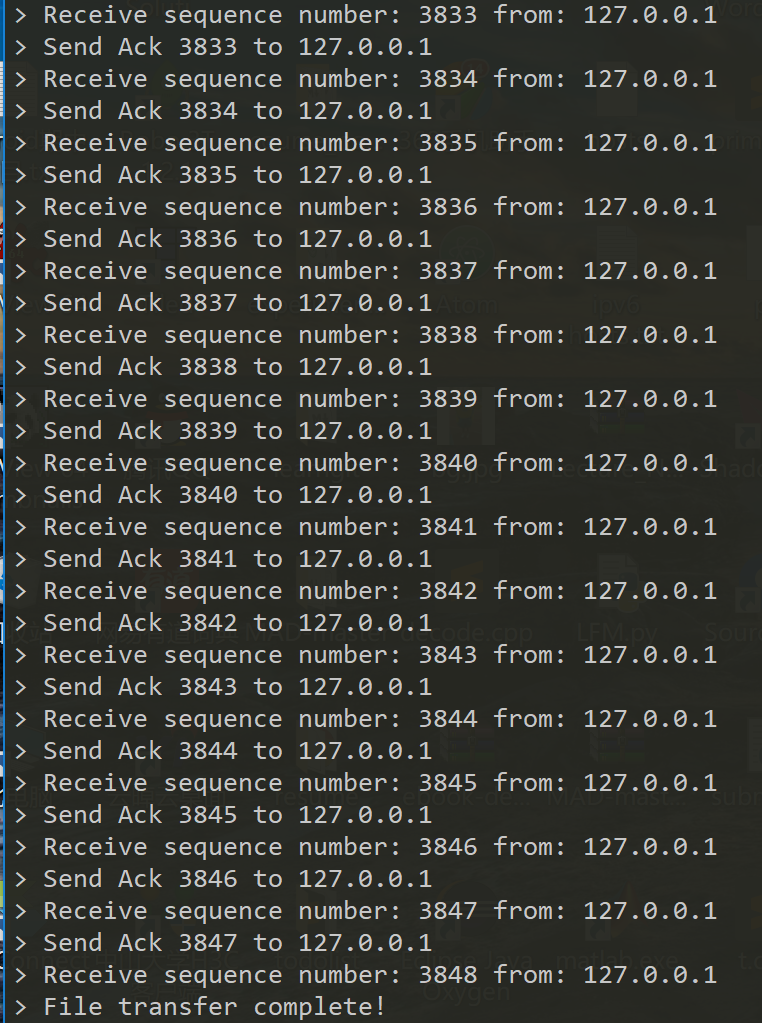 > Receive sequence number: 3833 from: 127.0.0.1
> Send Ack 3833 to 127.0.0.1
> Receive sequence number: 3834 from: 127.0.0.1
> Send Ack 3834 to 127.0.0.1
> Receive sequence number: 3835 from: 127.0.0.1
> Send Ack 3835 to 127.0.0.1
> Receive sequence number: 3836 from: 127.0.0.1
> Send Ack 3836 to 127.0.0.1
> Receive sequence number: 3837 from: 127.0.0.1
> Send Ack 3837 to 127.0.0.1
> Receive sequence number: 3838 from: 127.0.0.1
> Send Ack 3838 to 127.0.0.1
> Receive sequence number: 3839 from: 127.0.0.1
> Send Ack 3839 to 127.0.0.1
> Receive sequence number: 3840 from: 127.0.0.1
> Send Ack 3840 to 127.0.0.1
> Receive sequence number: 3841 from: 127.0.0.1
> Send Ack 3841 to 127.0.0.1
> Receive sequence number: 3842 from: 127.0.0.1
> Send Ack 3842 to 127.0.0.1
> Receive sequence number: 3843 from: 127.0.0.1
> Send Ack 3843 to 127.0.0.1
> Receive sequence number: 3844 from: 127.0.0.1
> Send Ack 3844 to 127.0.0.1
> Receive sequence number: 3845 from: 127.0.0.1
> Send Ack 3845 to 127.0.0.1
> Receive sequence number: 3846 from: 127.0.0.1
> Send Ack 3846 to 127.0.0.1
> Receive sequence number: 3847 from: 127.0.0.1
> Send Ack 3847 to 127.0.0.1
> Receive sequence number: 3848 from: 127.0.0.1
> File transfer complete!